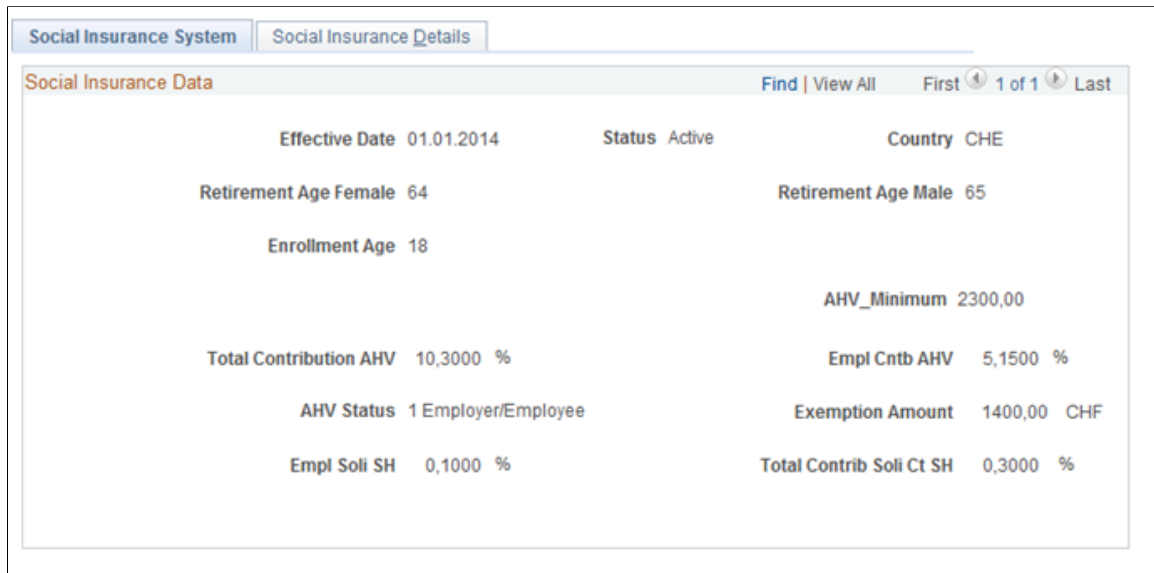 Social Insurance System Social Insurance Details
Social Insurance Data Find | View All First 1 of 1 Last
Effective Date 01.01.2014 Status Active Country CHE
Retirement Age Female 64 Retirement Age Male 65
Enrollment Age 18
AHV_Minimum 2300,00
Total Contribution AHV 10,3000 % Empl Cntb AHV 5,1500 %
AHV Status 1 Employer/Employee Exemption Amount 1400,00 CHF
Empl Soli SH 0,1000 % Total Contrib Soli Ct SH 0,3000 %